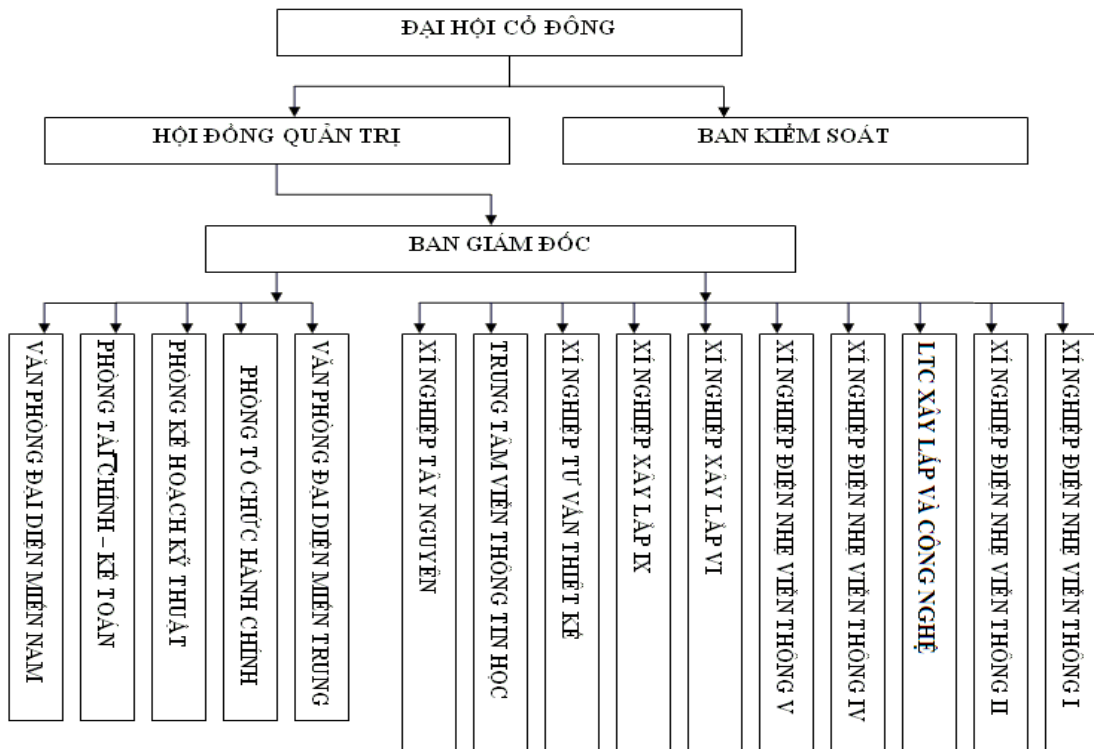 ĐẠI HỘI CỔ ĐÔNG
HỘI ĐỒNG QUẢN TRỊ
BAN KIỂM SOÁT
BAN GIÁM ĐỐC
VĂN PHÒNG ĐẠI DIỆN MIỀN NAM
PHÒNG TÀI CHÍNH – KẾ TOÁN
PHÒNG KẾ HOẠCH KỸ THUẬT
PHÒNG TỔ CHỨC HÀNH CHÍNH
VĂN PHÒNG ĐẠI DIỆN MIỀN TRUNG
XÍ NGHIỆP TÂY NGUYÊN
TRUNG TÂM VIỄN THÔNG TIN HỌC
XÍ NGHIỆP TƯ VẤN THIẾT KẾ
XÍ NGHIỆP XÂY LẮP IX
XÍ NGHIỆP XÂY LẮP VI
XÍ NGHIỆP ĐIỆN NHẸ VIỄN THÔNG V
XÍ NGHIỆP ĐIỆN NHẸ VIỄN THÔNG IV
LTC XÂY LẮP VÀ CÔNG NGHỆ
XÍ NGHIỆP ĐIỆN NHẸ VIỄN THÔNG II
XÍ NGHIỆP ĐIỆN NHẸ VIỄN THÔNG I